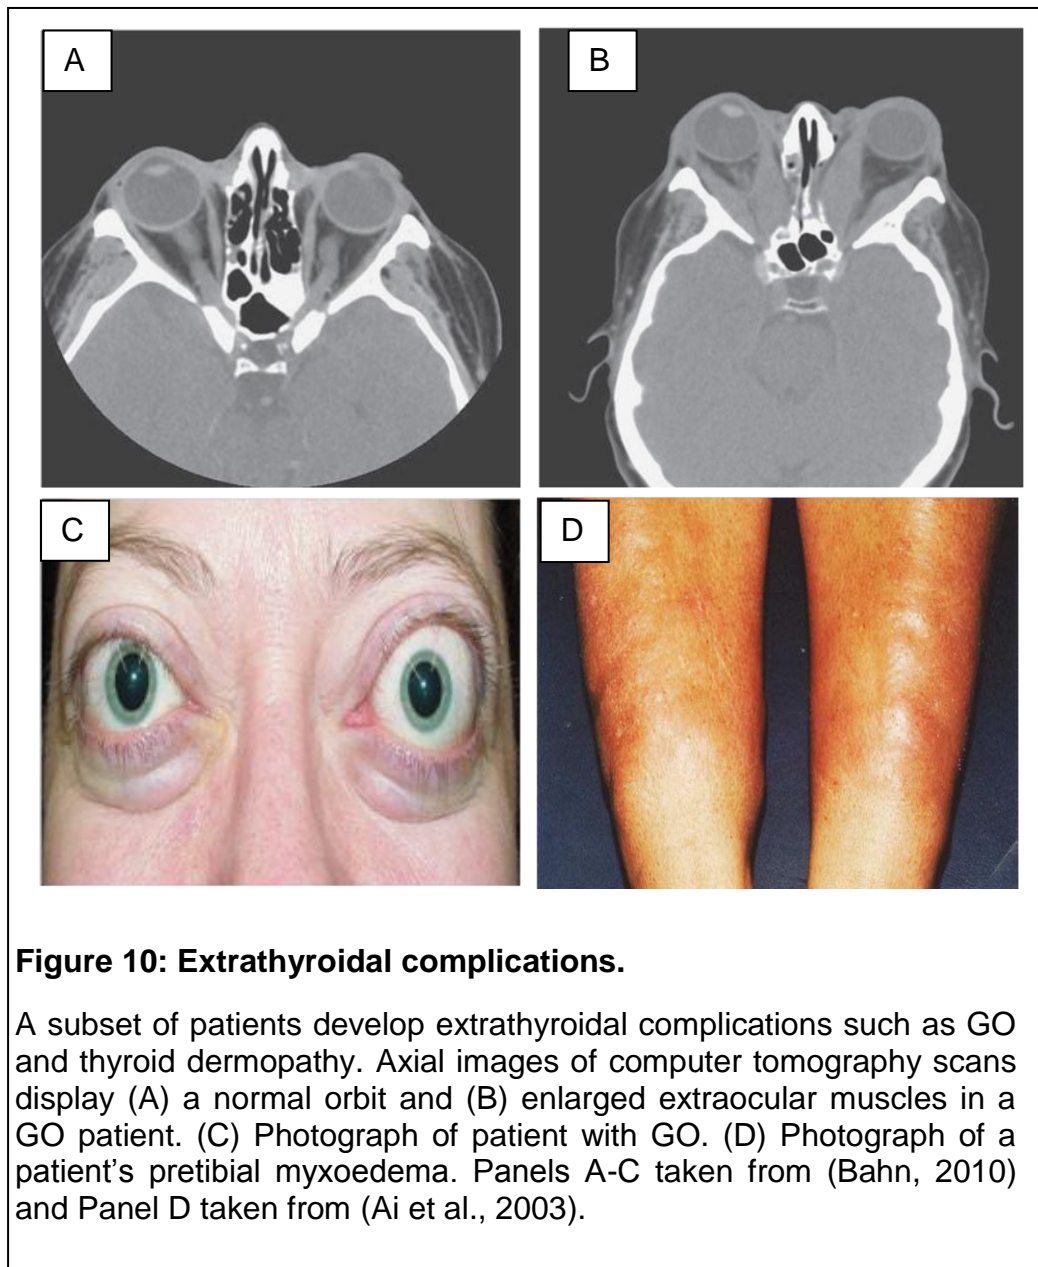 A
B
C
D
Figure 10: Extrathyroidal complications.
A subset of patients develop extrathyroidal complications such as GO
and thyroid dermopathy. Axial images of computer tomography scans
display (A) a normal orbit and (B) enlarged extraocular muscles in a
GO patient. (C) Photograph of patient with GO. (D) Photograph of a
patient's pretibial myxoedema. Panels A-C taken from (Bahn, 2010)
and Panel D taken from (Ai et al., 2003).